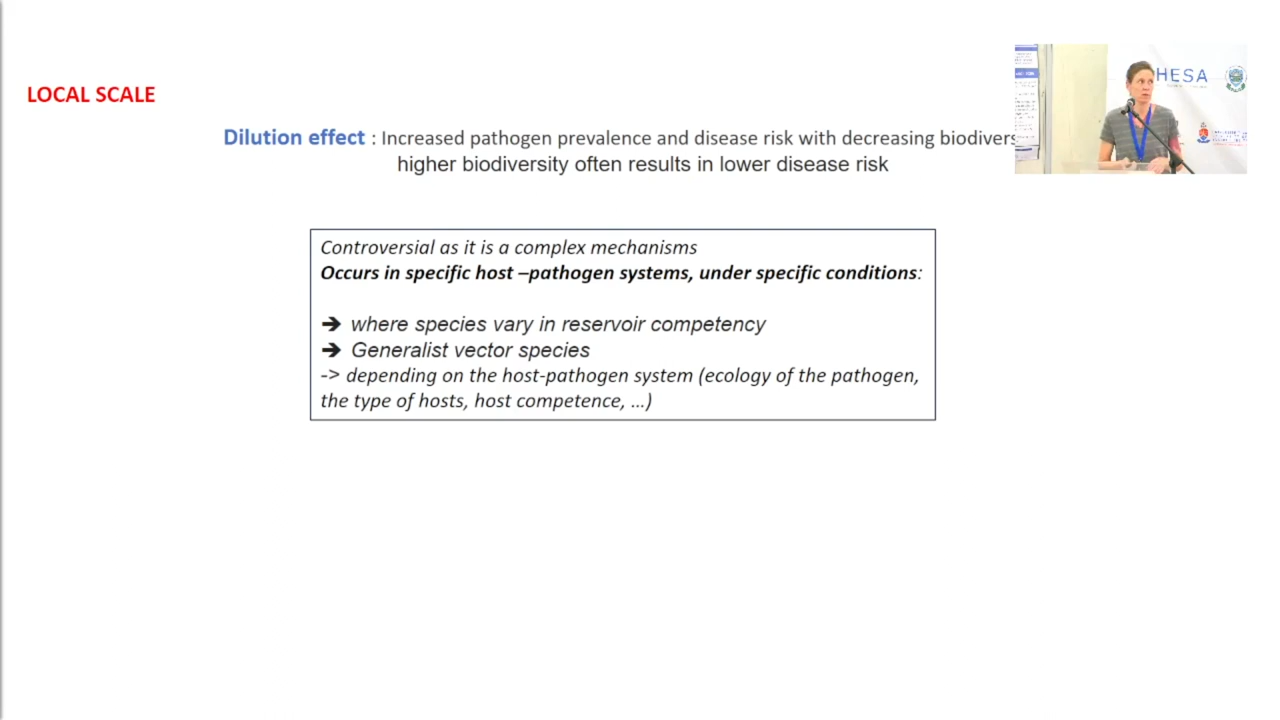 LOCAL SCALE
Dilution effect : Increased pathogen prevalence and disease risk with decreasing biodivers
higher biodiversity often results in lower disease risk
HESA
Controversial as it is a complex mechanisms
Occurs in specific host –pathogen systems, under specific conditions:
➔ where species vary in reservoir competency
➔ Generalist vector species
-> depending on the host-pathogen system (ecology of the pathogen,
the type of hosts, host competence, …)